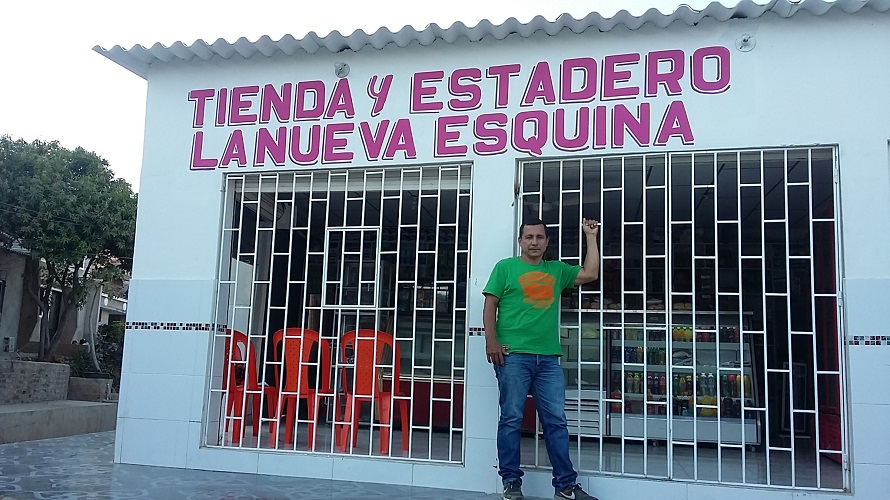 TIENDA Y ESTADERO
LA NUEVA ESQUINA